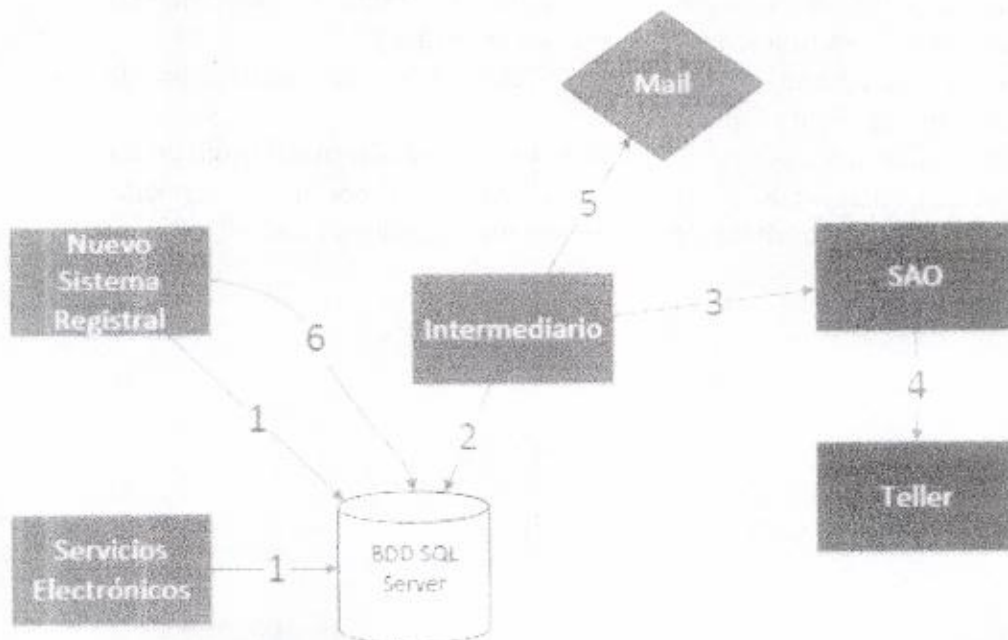 Mail
5
Nuevo
Sistema
Registral
SAO
Intermediario
3
6
4
1
2
Teller
BDD SQL
Server
Servicios
Electrónicos
1